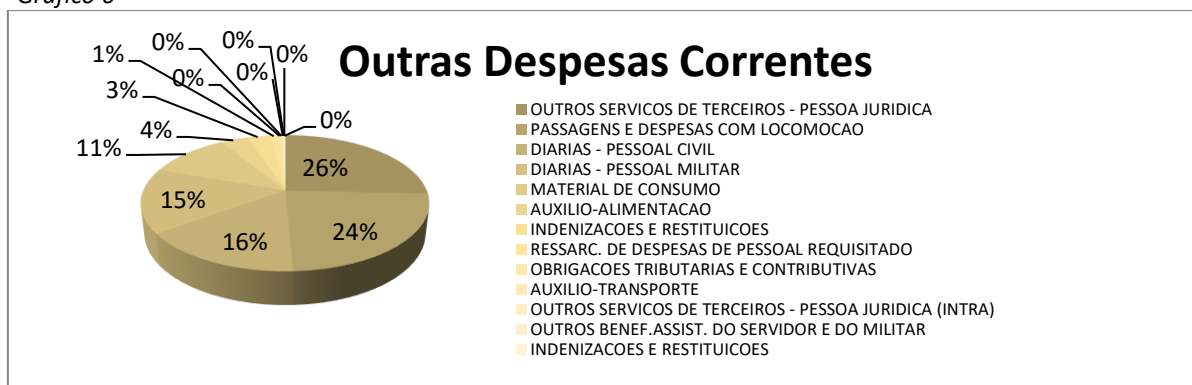 Outras Despesas Correntes
0%
0%
0%
1%
0%
0%
3%
4%
0%
11%
26%
15%
16%
24%
OUTROS SERVICOS DE TERCEIROS - PESSOA JURIDICA
PASSAGENS E DESPESAS COM LOCOMOCAO
DIARIAS - PESSOAL CIVIL
DIARIAS - PESSOAL MILITAR
MATERIAL DE CONSUMO
AUXILIO-ALIMENTACAO
INDENIZACOES E RESTITUICOES
RESSARC. DE DESPESAS DE PESSOAL REQUISITADO
OBRIGACOES TRIBUTARIAS E CONTRIBUTIVAS
AUXILIO-TRANSPORTE
OUTROS SERVICOS DE TERCEIROS - PESSOA JURIDICA (INTRA)
OUTROS BENEF.ASSIST. DO SERVIDOR E DO MILITAR
INDENIZACOES E RESTITUICOES